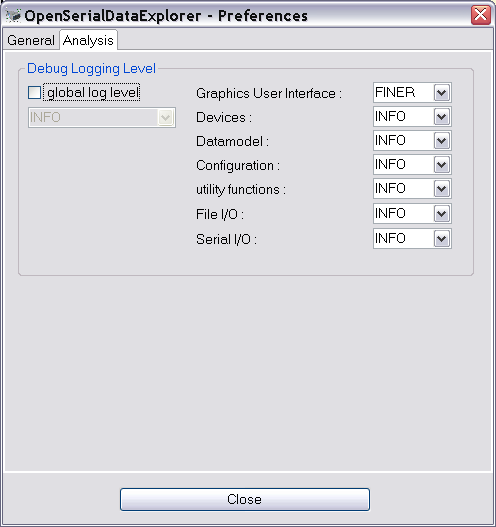 OpenSerialDataExplorer - Preferences
General Analysis
Debug Logging Level
global log level
INFO
Graphics User Interface : FINER
Devices : INFO
Datamodel : INFO
Configuration : INFO
utility functions : INFO
File I/O : INFO
Serial I/O : INFO
Close